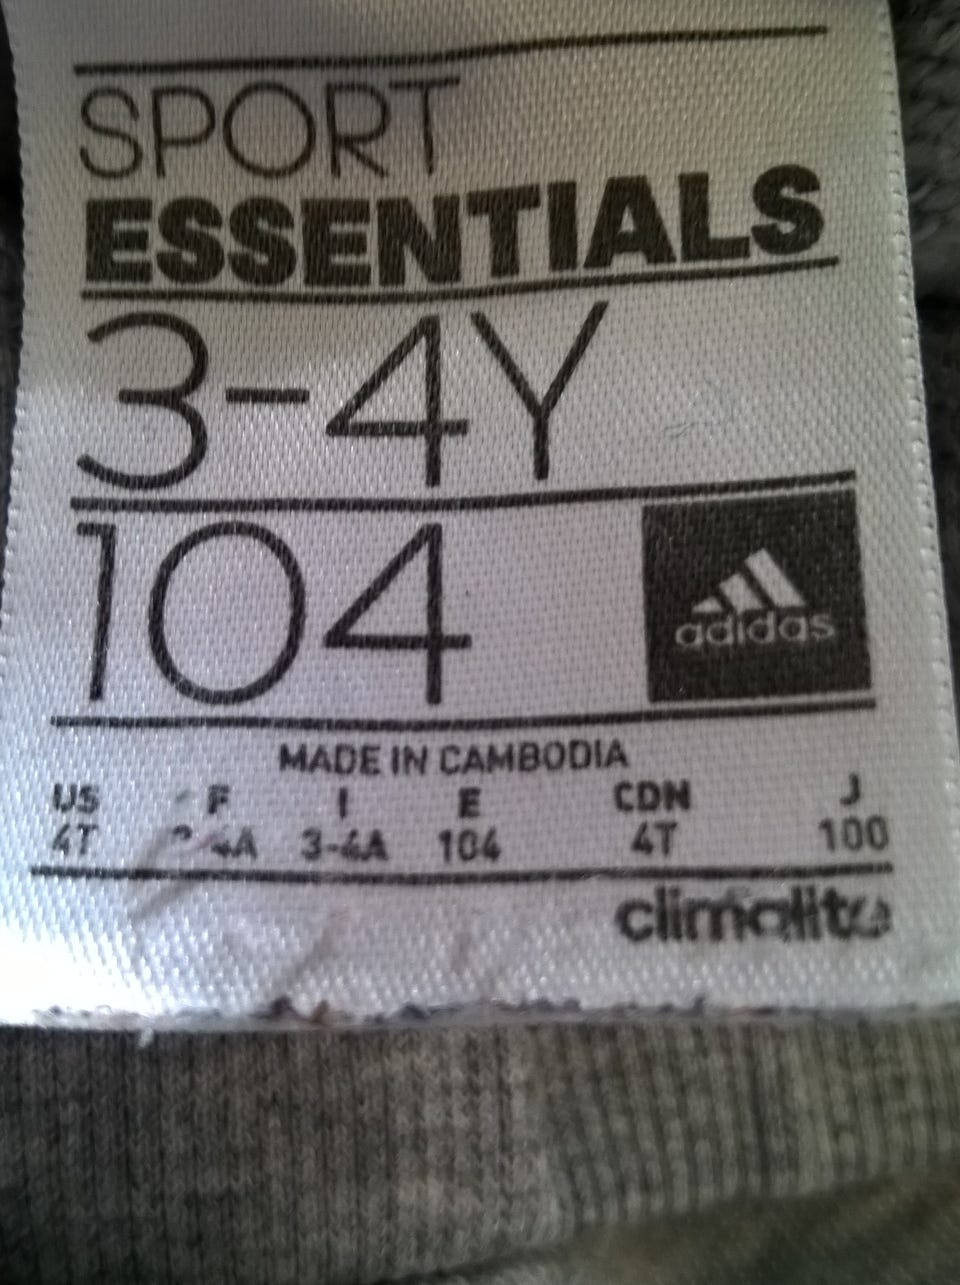 SPORT
ESSENTIALS
3-4Y
104
adidas
MADE IN CAMBODIA
US F I E CDN J
4T 3-4A 104 4T 100
climalite